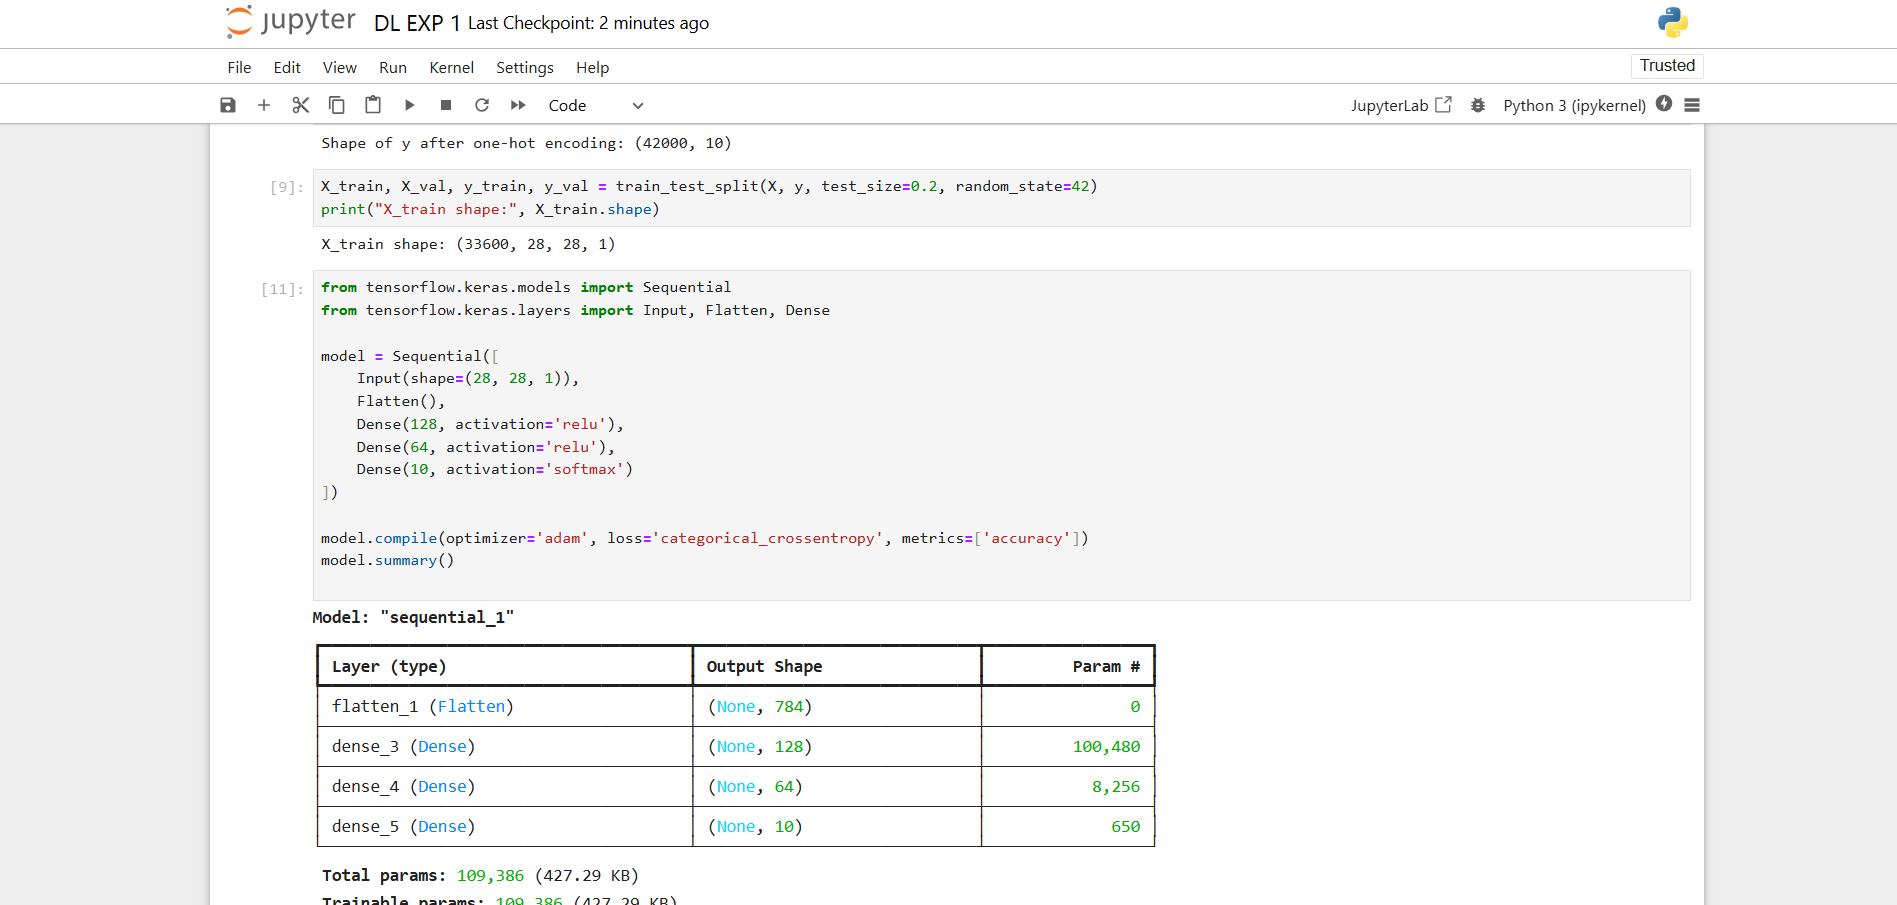 jupyter DL EXP 1 Last Checkpoint: 2 minutes ago
File Edit View Run Kernel Settings Help
Trusted
Code
JupyterLab Python 3 (ipykernel)
Shape of y after one-hot encoding: (42000, 10)
[9]: X_train, X_val, y_train, y_val = train_test_split(X, y, test_size=0.2, random_state=42)
print("X_train shape:", X_train.shape)
X_train shape: (33600, 28, 28, 1)
[11]: from tensorflow.keras.models import Sequential
from tensorflow.keras.layers import Input, Flatten, Dense
model = Sequential([
    Input(shape=(28, 28, 1)),
    Flatten(),
    Dense(128, activation='relu'),
    Dense(64, activation='relu'),
    Dense(10, activation='softmax')
])
model.compile(optimizer='adam', loss='categorical_crossentropy', metrics=['accuracy'])
model.summary()
Model: "sequential_1"
Layer (type) Output Shape Param #
flatten_1 (Flatten) (None, 784) 0
dense_3 (Dense) (None, 128) 100,480
dense_4 (Dense) (None, 64) 8,256
dense_5 (Dense) (None, 10) 650
Total params: 109,386 (427.29 KB)
Trainable params: 109,386 (427.29 KB)